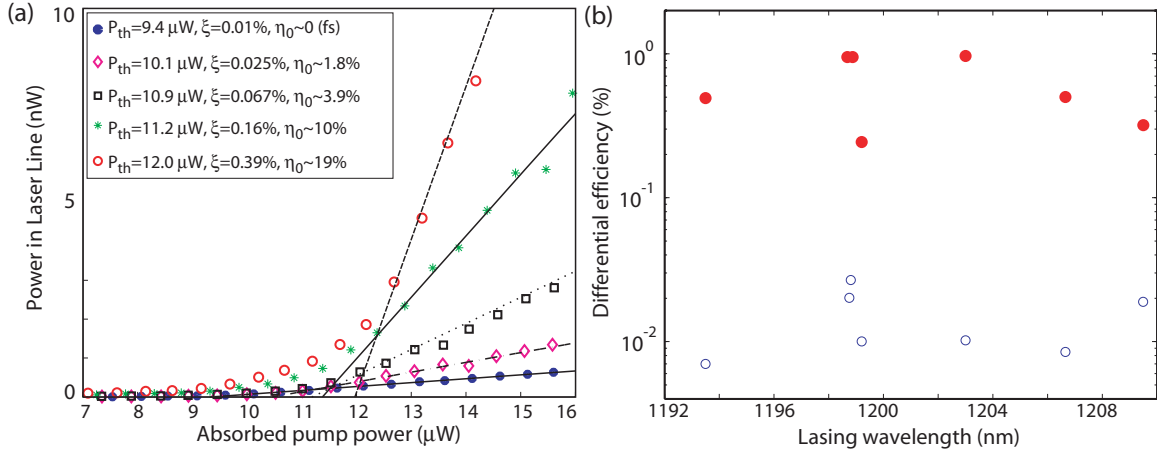 (a)
10
5
0
Power in Laser Line (nW)
P_th=9.4 μW, ξ=0.01%, η_0~0 (fs)
P_th=10.1 μW, ξ=0.025%, η_0~1.8%
P_th=10.9 μW, ξ=0.067%, η_0~3.9%
P_th=11.2 μW, ξ=0.16%, η_0~10%
P_th=12.0 μW, ξ=0.39%, η_0~19%
7 8 9 10 11 12 13 14 15 16
Absorbed pump power (μW)
(b)
10^0
10^-1
10^-2
Differential efficiency (%)
1192 1196 1200 1204 1208
Lasing wavelength (nm)